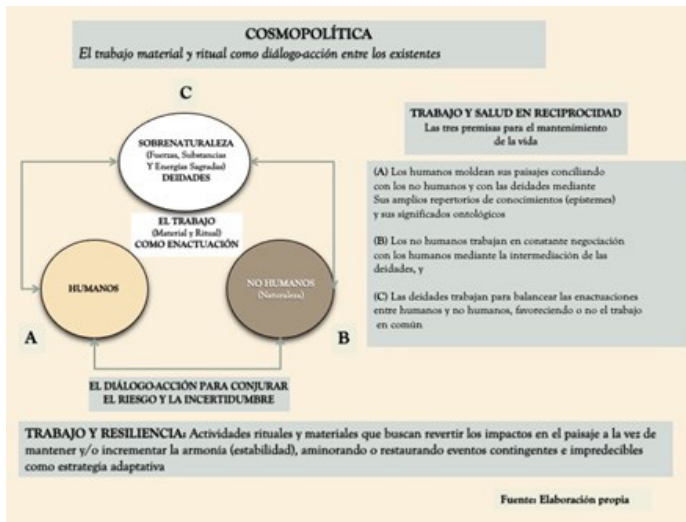 COSMOPOLÍTICA
El trabajo material y ritual como diálogo-acción entre los existentes
C
SOBRENATURALEZA
(Fuerzas, Substancias
Y Energías Sagradas)
DEIDADES
EL TRABAJO
(Material y Ritual)
COMO ENACTUACIÓN
HUMANOS
NO HUMANOS
(Naturaleza)
A
B
EL DIÁLOGO-ACCIÓN PARA CONJURAR
EL RIESGO Y LA INCERTIDUMBRE
TRABAJO Y SALUD EN RECIPROCIDAD
Las tres premisas para el mantenimiento
de la vida
(A) Los humanos moldean sus paisajes conciliando
con los no humanos y con las deidades mediante
Sus amplios repertorios de conocimientos (epistemes)
y sus significados ontológicos
(B) Los no humanos trabajan en constante negociación
con los humanos mediante la intermediación de las
deidades, y
(C) Las deidades trabajan para balancear las enactuaciones
entre humanos y no humanos, favoreciendo o no el trabajo
en común
TRABAJO Y RESILIENCIA: Actividades rituales y materiales que buscan revertir los impactos en el paisaje a la vez de
mantener y/o incrementar la armonía (estabilidad), aminorando o restaurando eventos contingentes e impredecibles
como estrategia adaptativa
Fuente: Elaboración propia